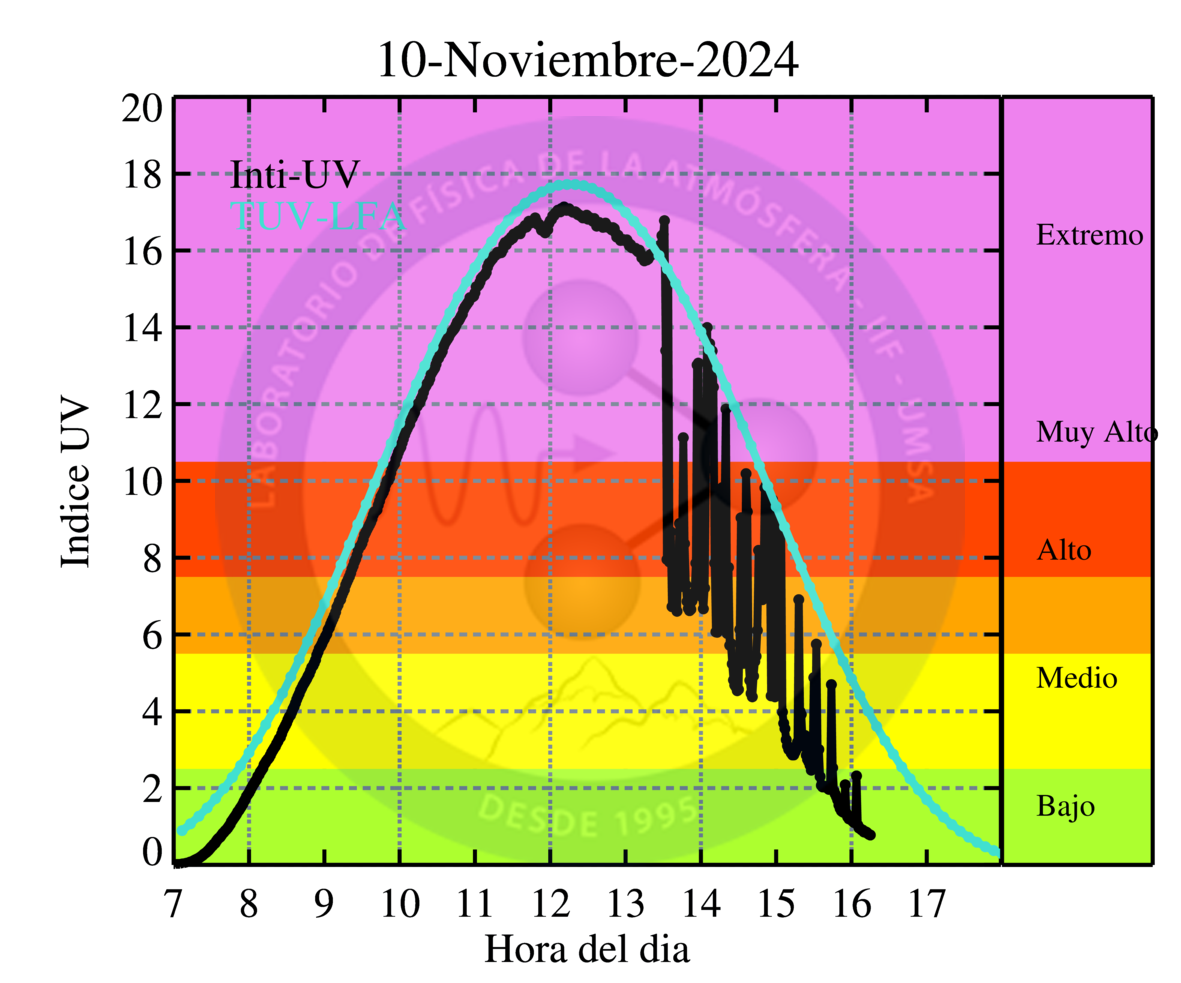 10-Noviembre-2024
Indice UV
20
18
16
14
12
10
8
6
4
2
0
Inti-UV
TUV-LFA
LABORATORIO DE FÍSICA DE LA ATMÓSFERA - IIF - UMSA
DESDE 1995
Extremo
Muy Alto
Alto
Medio
Bajo
7 8 9 10 11 12 13 14 15 16 17
Hora del dia